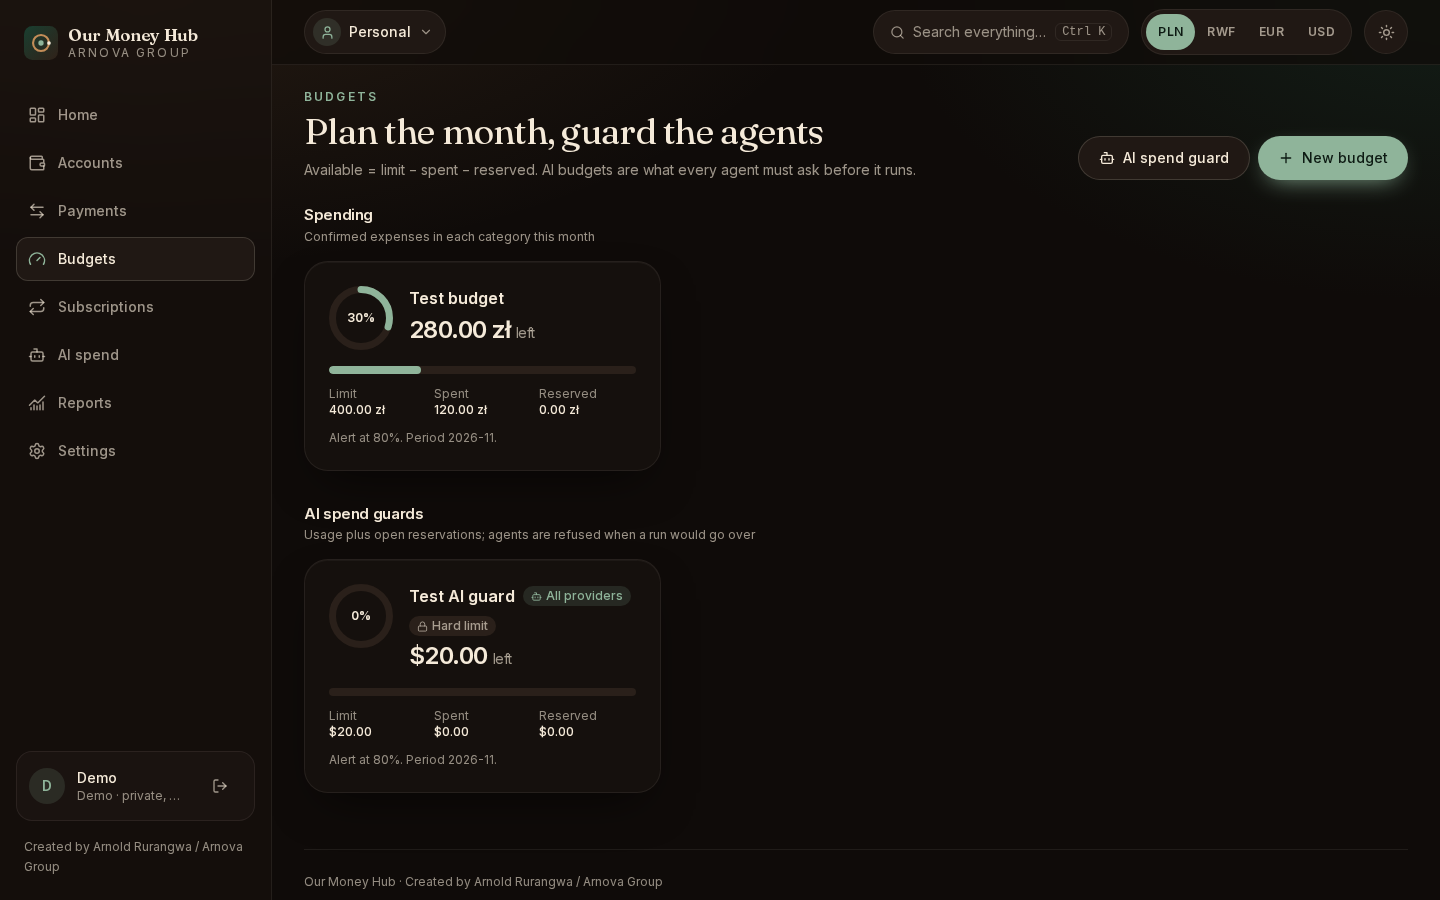 Our Money Hub
ARNOVA GROUP
Home
Accounts
Payments
Budgets
Subscriptions
AI spend
Reports
Settings
D
Demo
Demo · private, …
Created by Arnold Rurangwa / Arnova
Group
Personal
Search everything… Ctrl K
PLN RWF EUR USD
BUDGETS
Plan the month, guard the agents
Available = limit − spent − reserved. AI budgets are what every agent must ask before it runs.
AI spend guard
New budget
Spending
Confirmed expenses in each category this month
30%
Test budget
280.00 zł left
Limit Spent Reserved
400.00 zł 120.00 zł 0.00 zł
Alert at 80%. Period 2026-11.
AI spend guards
Usage plus open reservations; agents are refused when a run would go over
0%
Test AI guard All providers
Hard limit
$20.00 left
Limit Spent Reserved
$20.00 $0.00 $0.00
Alert at 80%. Period 2026-11.
Our Money Hub · Created by Arnold Rurangwa / Arnova Group